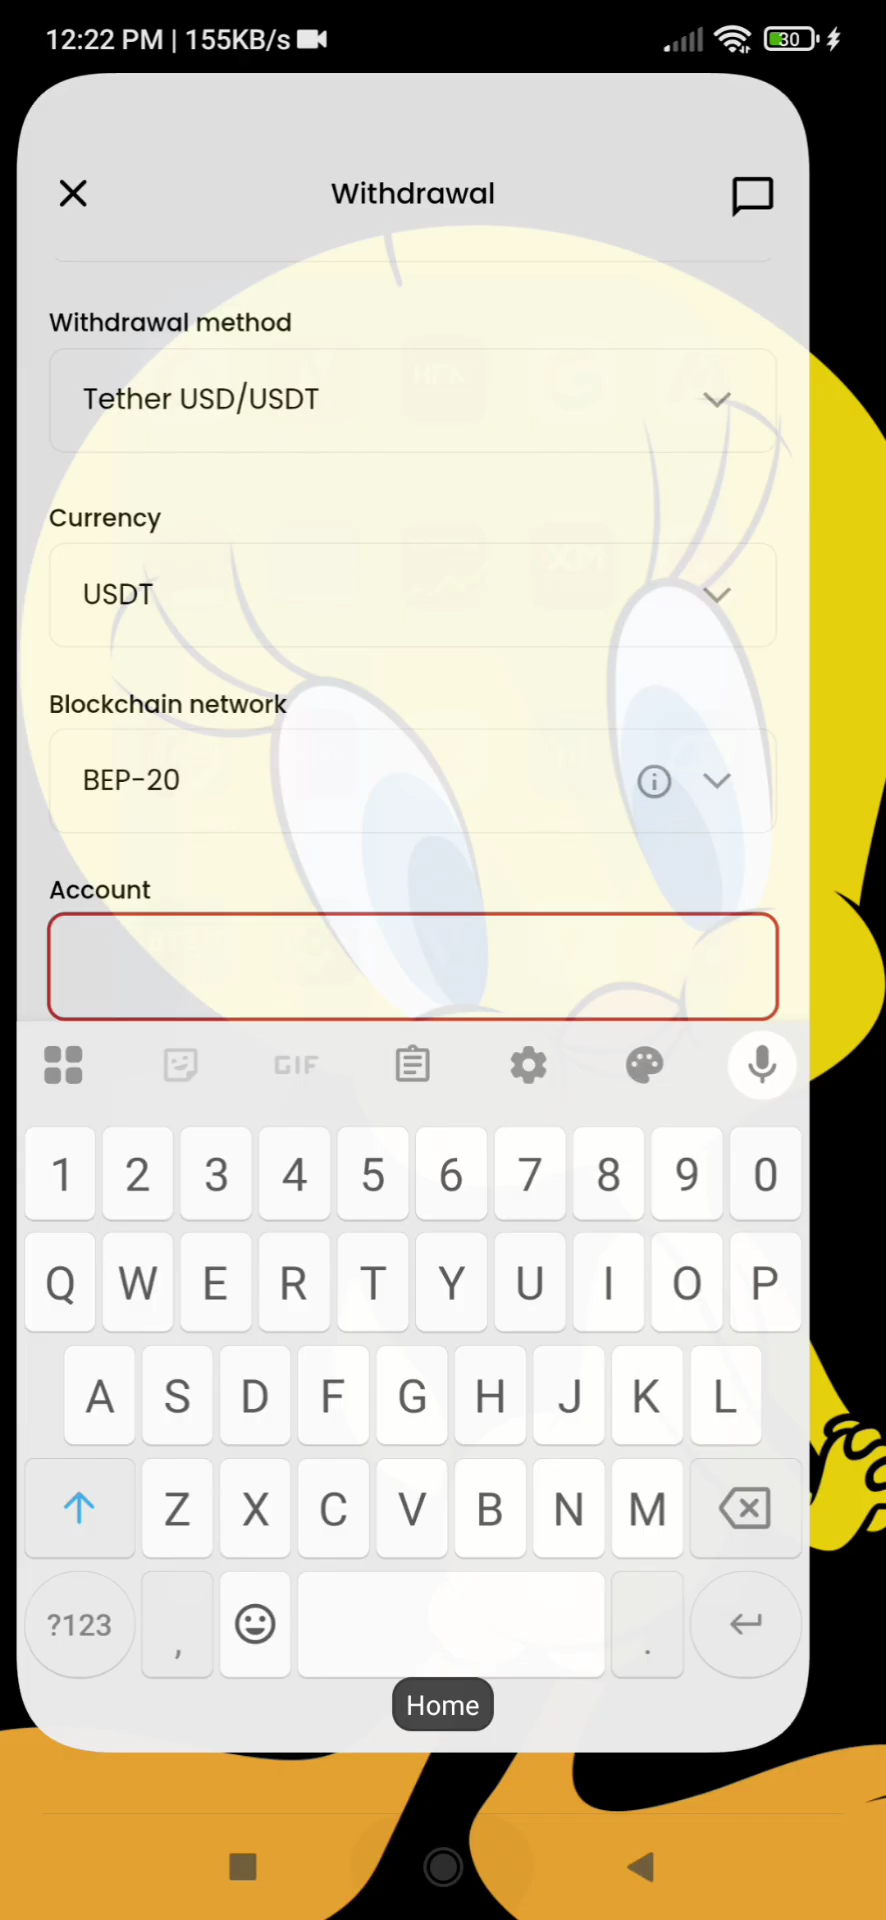 12:22 PM | 155KB/s
30
Withdrawal
Withdrawal method
Tether USD/USDT
Currency
USDT
Blockchain network
BEP-20
Account
GIF
1 2 3 4 5 6 7 8 9 0
Q W E R T Y U I O P
A S D F G H J K L
Z X C V B N M
?123 , .
Home